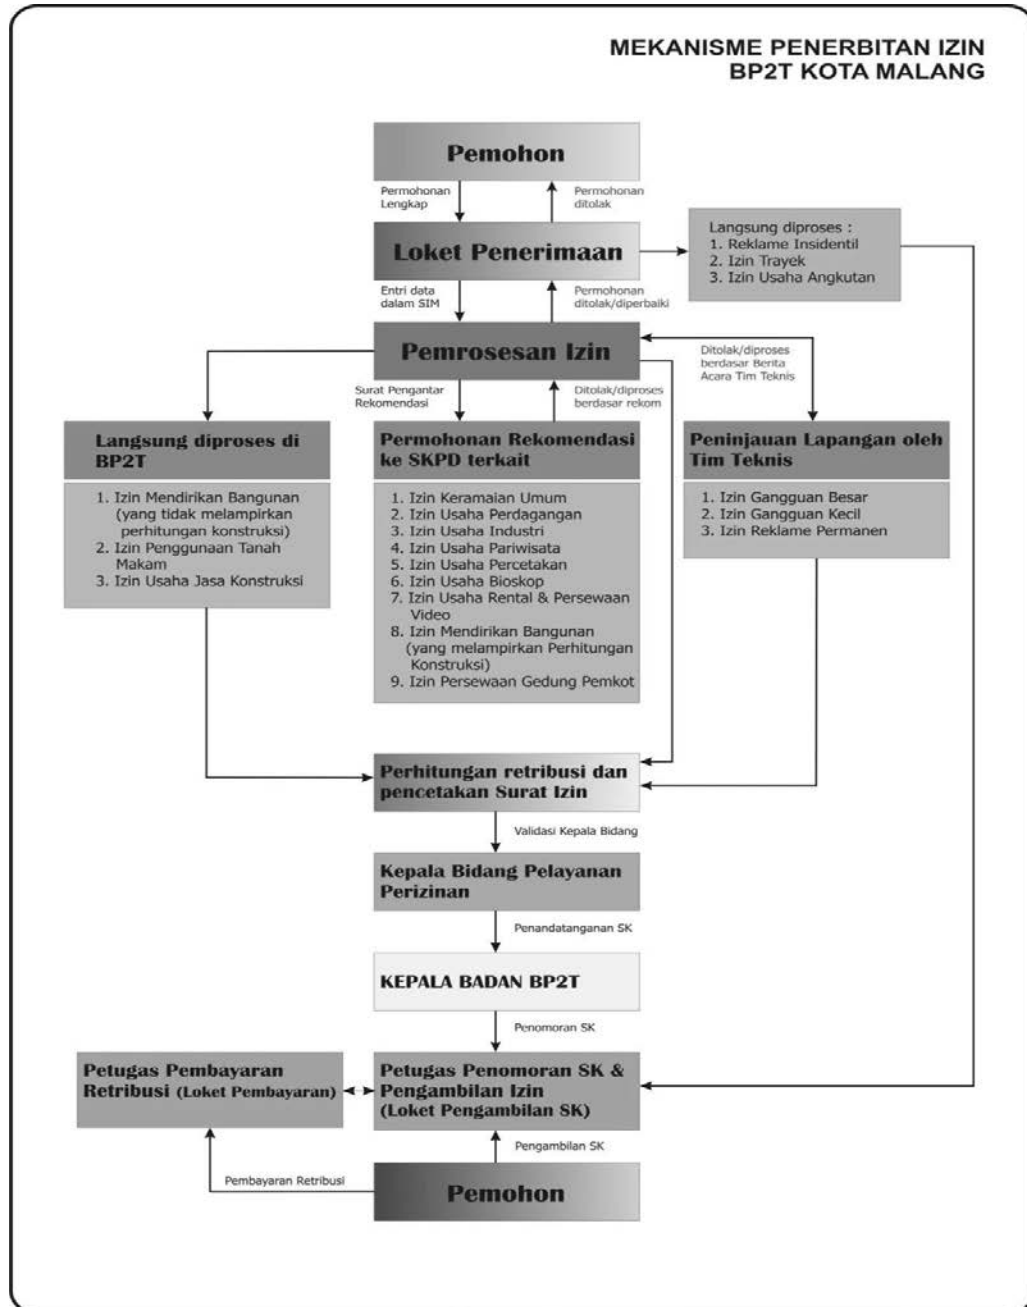 MEKANISME PENERBITAN IZIN
BP2T KOTA MALANG
Pemohon
Permohonan
Lengkap
Permohonan
ditolak
Loket Penerimaan
Langsung diproses :
1. Reklame Insidentil
2. Izin Trayek
3. Izin Usaha Angkutan
Entri data
dalam SIM
Permohonan
ditolak/diperbaiki
Pemrosesan Izin
Ditolak/diproses
berdasar Berita
Acara Tim Teknis
Surat Pengantar
Rekomendasi
Ditolak/diproses
berdasar rekom
Langsung diproses di
BP2T
1. Izin Mendirikan Bangunan
(yang tidak melampirkan
perhitungan konstruksi)
2. Izin Penggunaan Tanah
Makam
3. Izin Usaha Jasa Konstruksi
Permohonan Rekomendasi
ke SKPD terkait
1. Izin Keramaian Umum
2. Izin Usaha Perdagangan
3. Izin Usaha Industri
4. Izin Usaha Pariwisata
5. Izin Usaha Percetakan
6. Izin Usaha Bioskop
7. Izin Usaha Rental & Persewaan
Video
8. Izin Mendirikan Bangunan
(yang melampirkan Perhitungan
Konstruksi)
9. Izin Persewaan Gedung Pemkot
Peninjauan Lapangan oleh
Tim Teknis
1. Izin Gangguan Besar
2. Izin Gangguan Kecil
3. Izin Reklame Permanen
Perhitungan retribusi dan
pencetakan Surat Izin
Validasi Kepala Bidang
Kepala Bidang Pelayanan
Perizinan
Penandatanganan SK
KEPALA BADAN BP2T
Penomoran SK
Petugas Pembayaran
Retribusi (Loket Pembayaran)
Petugas Penomoran SK &
Pengambilan Izin
(Loket Pengambilan SK)
Pengambilan SK
Pembayaran Retribusi
Pemohon